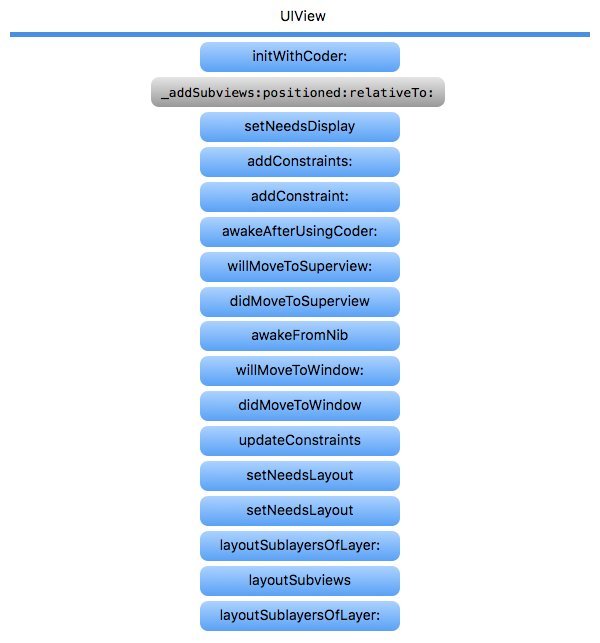 UIView
initWithCoder:
_addSubviews:positioned:relativeTo:
setNeedsDisplay
addConstraints:
addConstraint:
awakeAfterUsingCoder:
willMoveToSuperview:
didMoveToSuperview
awakeFromNib
willMoveToWindow:
didMoveToWindow
updateConstraints
setNeedsLayout
setNeedsLayout
layoutSublayersOfLayer:
layoutSubviews
layoutSublayersOfLayer: